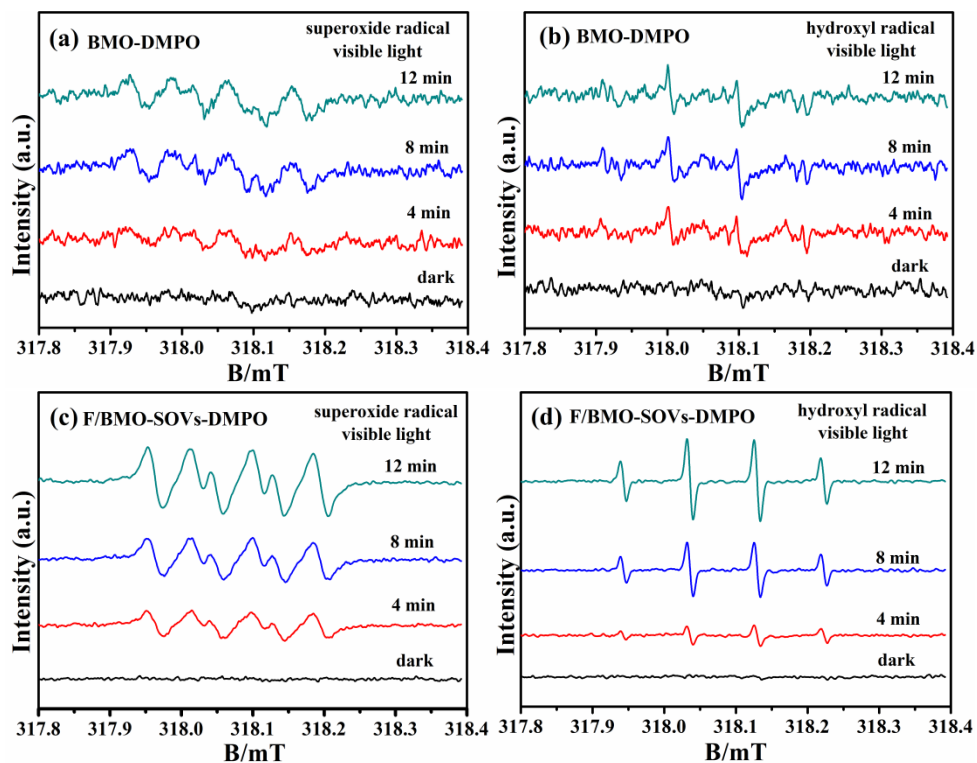 (a) BMO-DMPO
superoxide radical
visible light
12 min
8 min
4 min
dark
Intensity (a.u.)
317.8 317.9 318.0 318.1 318.2 318.3 318.4
B/mT
(b) BMO-DMPO
hydroxyl radical
visible light
12 min
8 min
4 min
dark
Intensity (a.u.)
317.8 317.9 318.0 318.1 318.2 318.3 318.4
B/mT
(c) F/BMO-SOVs-DMPO
superoxide radical
visible light
12 min
8 min
4 min
dark
Intensity (a.u.)
317.8 317.9 318.0 318.1 318.2 318.3 318.4
B/mT
(d) F/BMO-SOVs-DMPO
hydroxyl radical
visible light
12 min
8 min
4 min
dark
Intensity (a.u.)
317.8 317.9 318.0 318.1 318.2 318.3 318.4
B/mT